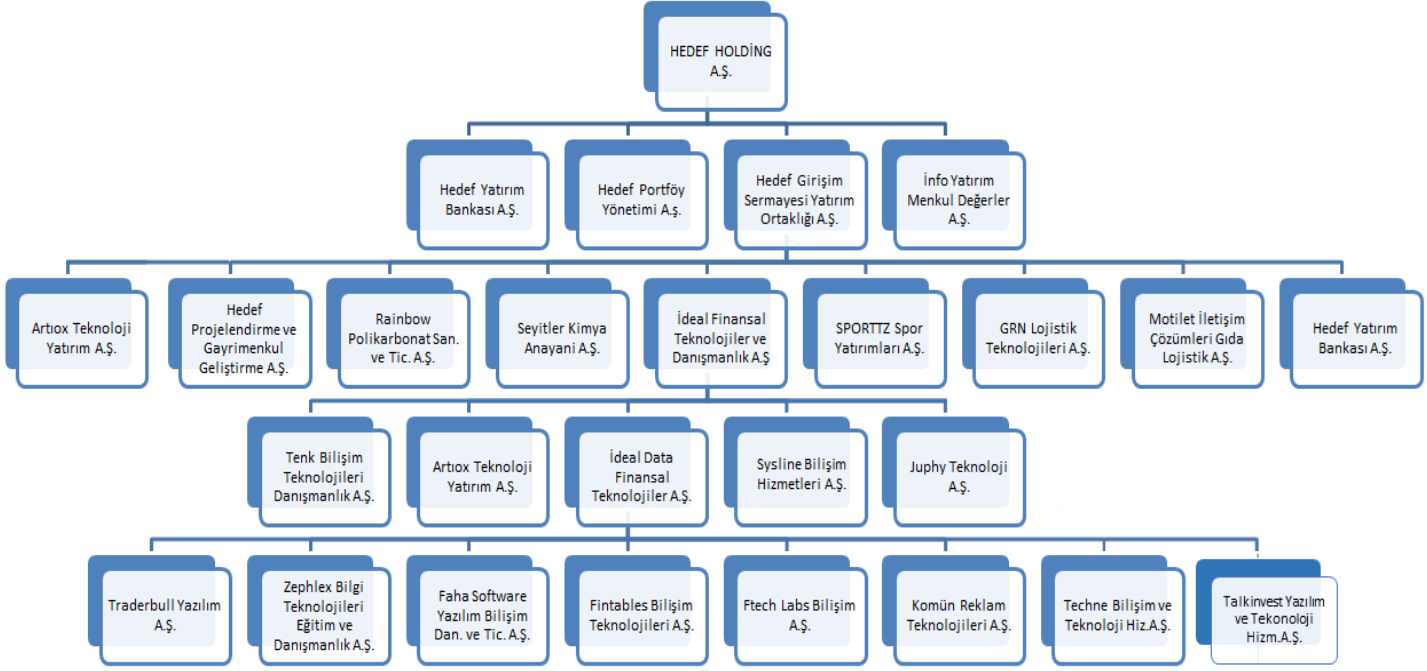 HEDEF HOLDİNG
A.Ş.
Hedef Yatırım
Bankası A.Ş.
Hedef Portföy
Yönetimi A.ş.
Hedef Girişim
Sermayesi Yatırım
Ortaklığı A.Ş.
İnfo Yatırım
Menkul Değerler
A.Ş.
Artıox Teknoloji
Yatırım A.Ş.
Hedef
Projelendirme ve
Gayrimenkul
Geliştirme A.Ş.
Rainbow
Polikarbonat San.
ve Tic. A.Ş.
Seyitler Kimya
Anayani A.Ş.
İdeal Finansal
Teknolojiler ve
Danışmanlık A.Ş
SPORTTZ Spor
Yatırımları A.Ş.
GRN Lojistik
Teknolojileri A.Ş.
Motilet İletişim
Çözümleri Gıda
Lojistik A.Ş.
Hedef Yatırım
Bankası A.Ş.
Tenk Bilişim
Teknolojileri
Danışmanlık A.Ş.
Artıox Teknoloji
Yatırım A.Ş.
İdeal Data
Finansal
Teknolojiler A.Ş.
Sysline Bilişim
Hizmetleri A.Ş.
Juphy Teknoloji
A.Ş.
Traderbull Yazılım
A.Ş.
Zephlex Bilgi
Teknolojileri
Eğitim ve
Danışmanlık A.Ş.
Faha Software
Yazılım Bilişim
Dan. ve Tic. A.Ş.
Fintables Bilişim
Teknolojileri A.Ş.
Ftech Labs Bilişim
A.Ş.
Komün Reklam
Teknolojileri A.Ş.
Techne Bilişim ve
Teknoloji Hiz.A.Ş.
Talkinvest Yazılım
ve Tekonoloji
Hizm.A.Ş.